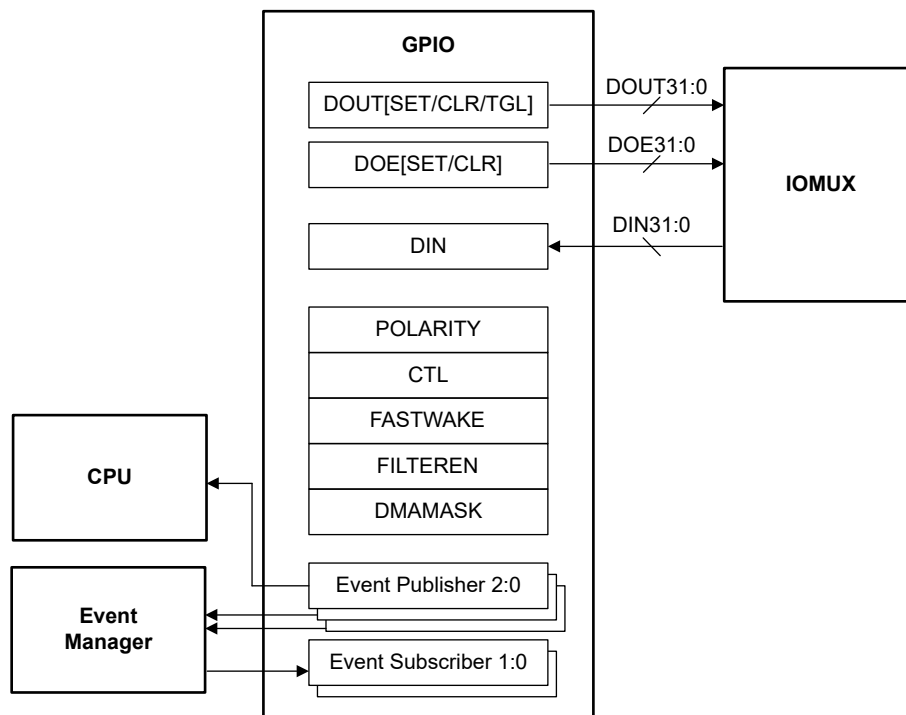 GPIO
DOUT[SET/CLR/TGL]
DOUT31:0
DOE[SET/CLR]
DOE31:0
IOMUX
DIN
DIN31:0
POLARITY
CTL
FASTWAKE
FILTEREN
DMAMASK
CPU
Event Publisher 2:0
Event
Manager
Event Subscriber 1:0